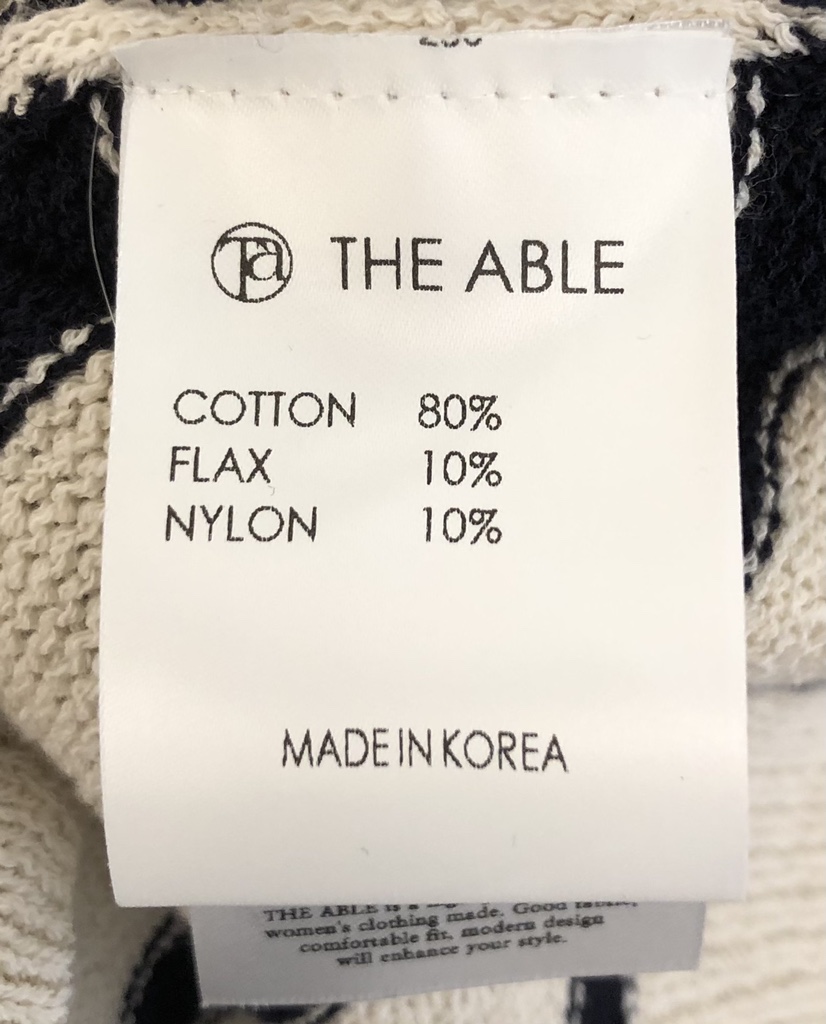 Ta THE ABLE
COTTON 80%
FLAX 10%
NYLON 10%
MADE IN KOREA
THE ABLE is a
women's clothing made. Good
comfortable fit, modern design
will enhance your style.